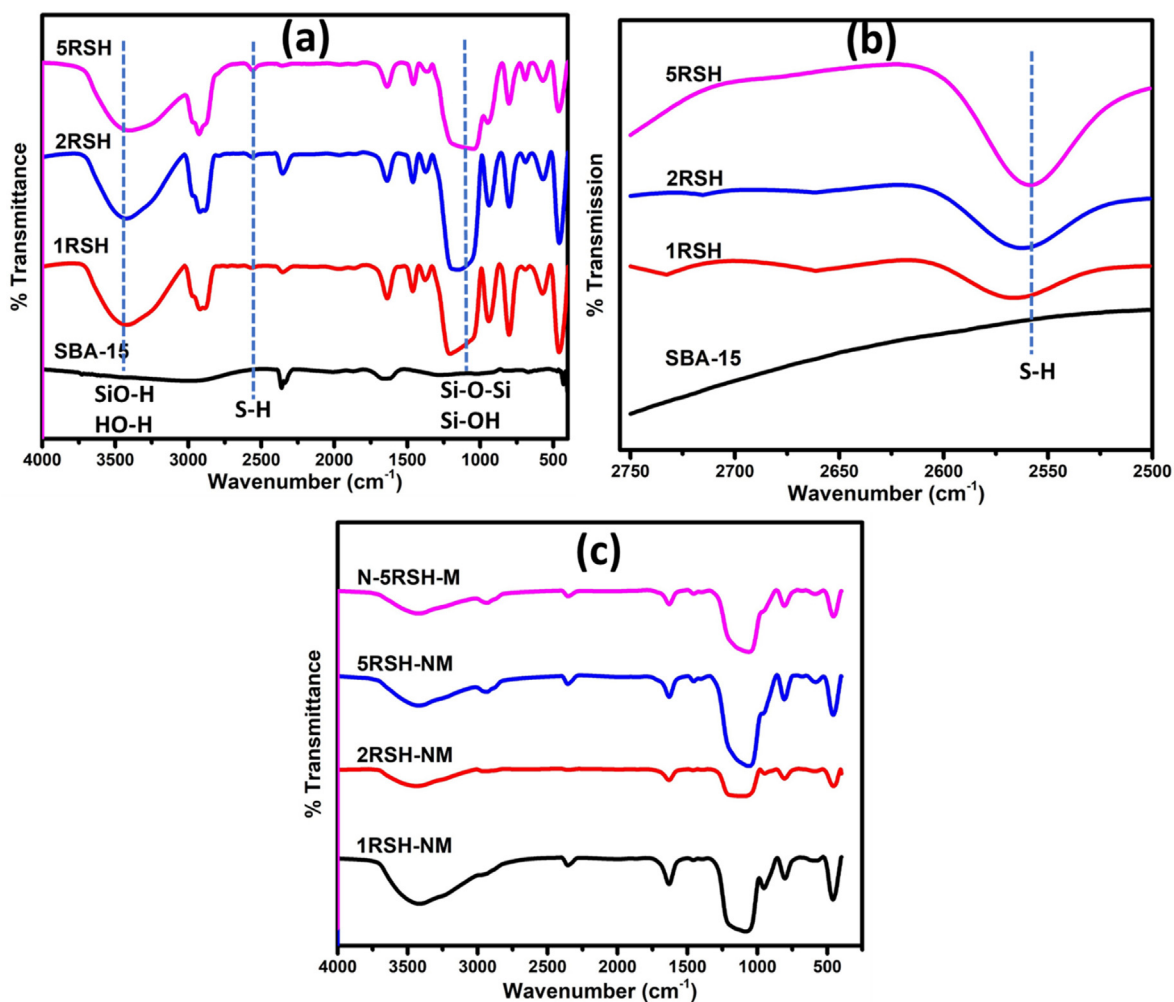 (a)
% Transmittance
5RSH
2RSH
1RSH
SBA-15
SiO-H
HO-H
S-H
Si-O-Si
Si-OH
4000 3500 3000 2500 2000 1500 1000 500
Wavenumber (cm⁻¹)
(b)
% Transmission
5RSH
2RSH
1RSH
SBA-15
S-H
2750 2700 2650 2600 2550 2500
Wavenumber (cm⁻¹)
(c)
% Transmittance
N-5RSH-M
5RSH-NM
2RSH-NM
1RSH-NM
4000 3500 3000 2500 2000 1500 1000 500
Wavenumber (cm⁻¹)